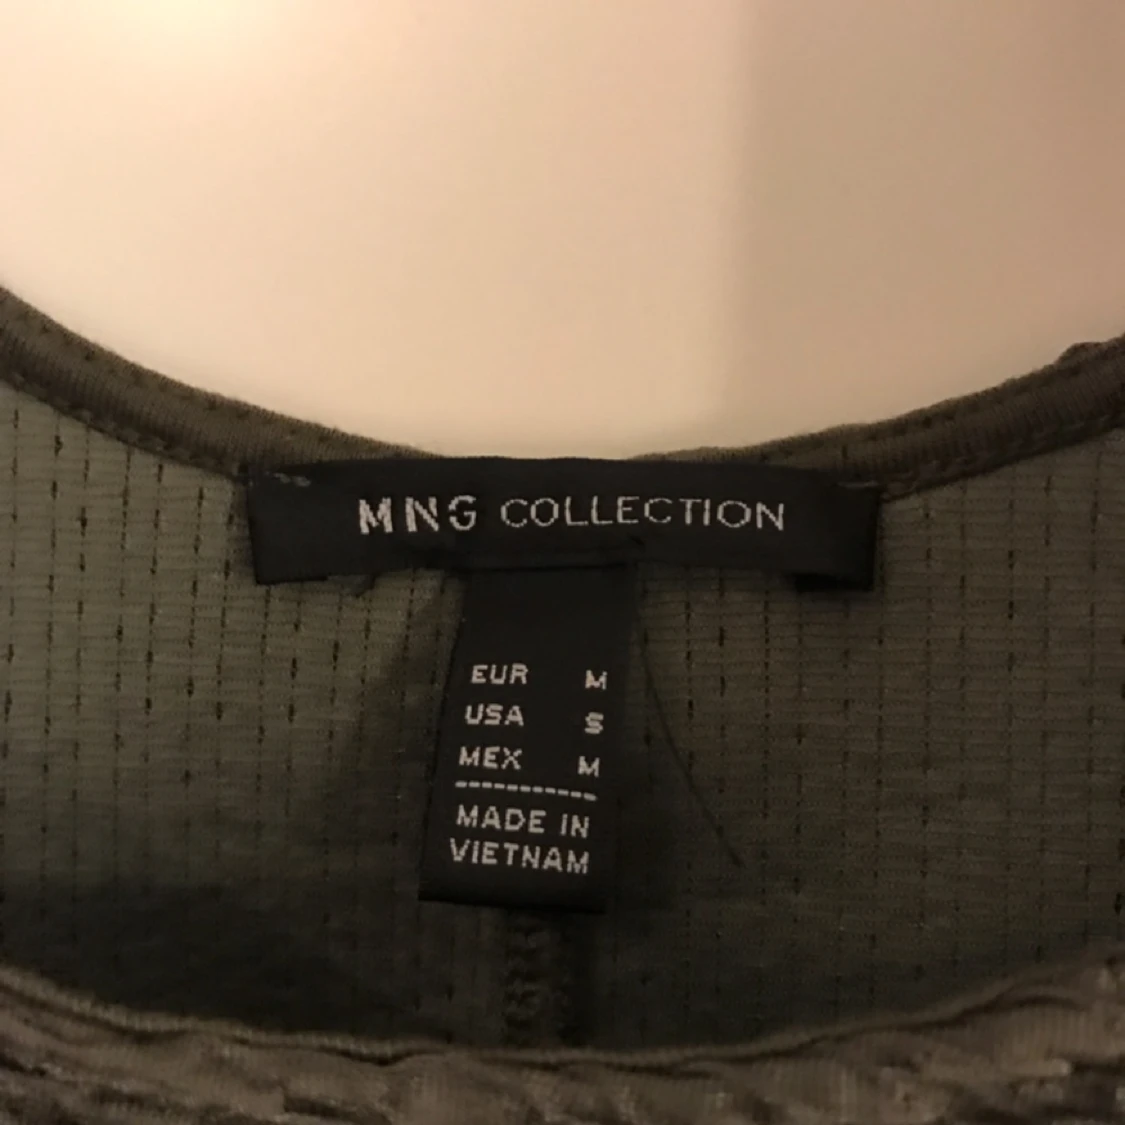 MNG COLLECTION
EUR M
USA S
MEX M
MADE IN
VIETNAM